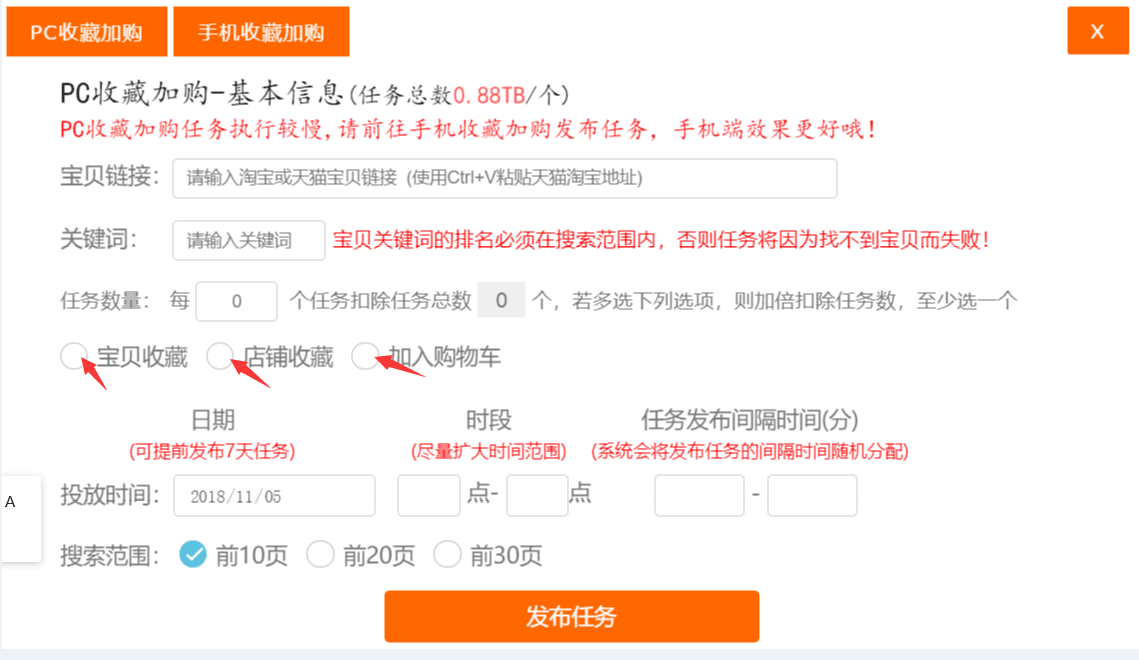 PC收藏加购 手机收藏加购 X
PC收藏加购-基本信息(任务总数0.88TB/个)
PC收藏加购任务执行较慢,请前往手机收藏加购发布任务, 手机端效果更好哦!
宝贝链接: 请输入淘宝或天猫宝贝链接 (使用Ctrl+V粘贴天猫淘宝地址)
关键词: 请输入关键词 宝贝关键词的排名必须在搜索范围内，否则任务将因为找不到宝贝而失败!
任务数量: 每 0 个任务扣除任务总数 0 个，若多选下列选项，则加倍扣除任务数，至少选一个
宝贝收藏 店铺收藏 加入购物车
日期 时段 任务发布间隔时间(分)
(可提前发布7天任务) (尽量扩大时间范围) (系统会将发布任务的间隔时间随机分配)
A
投放时间: 2018/11/05 点- 点 -
搜索范围: 前10页 前20页 前30页
发布任务